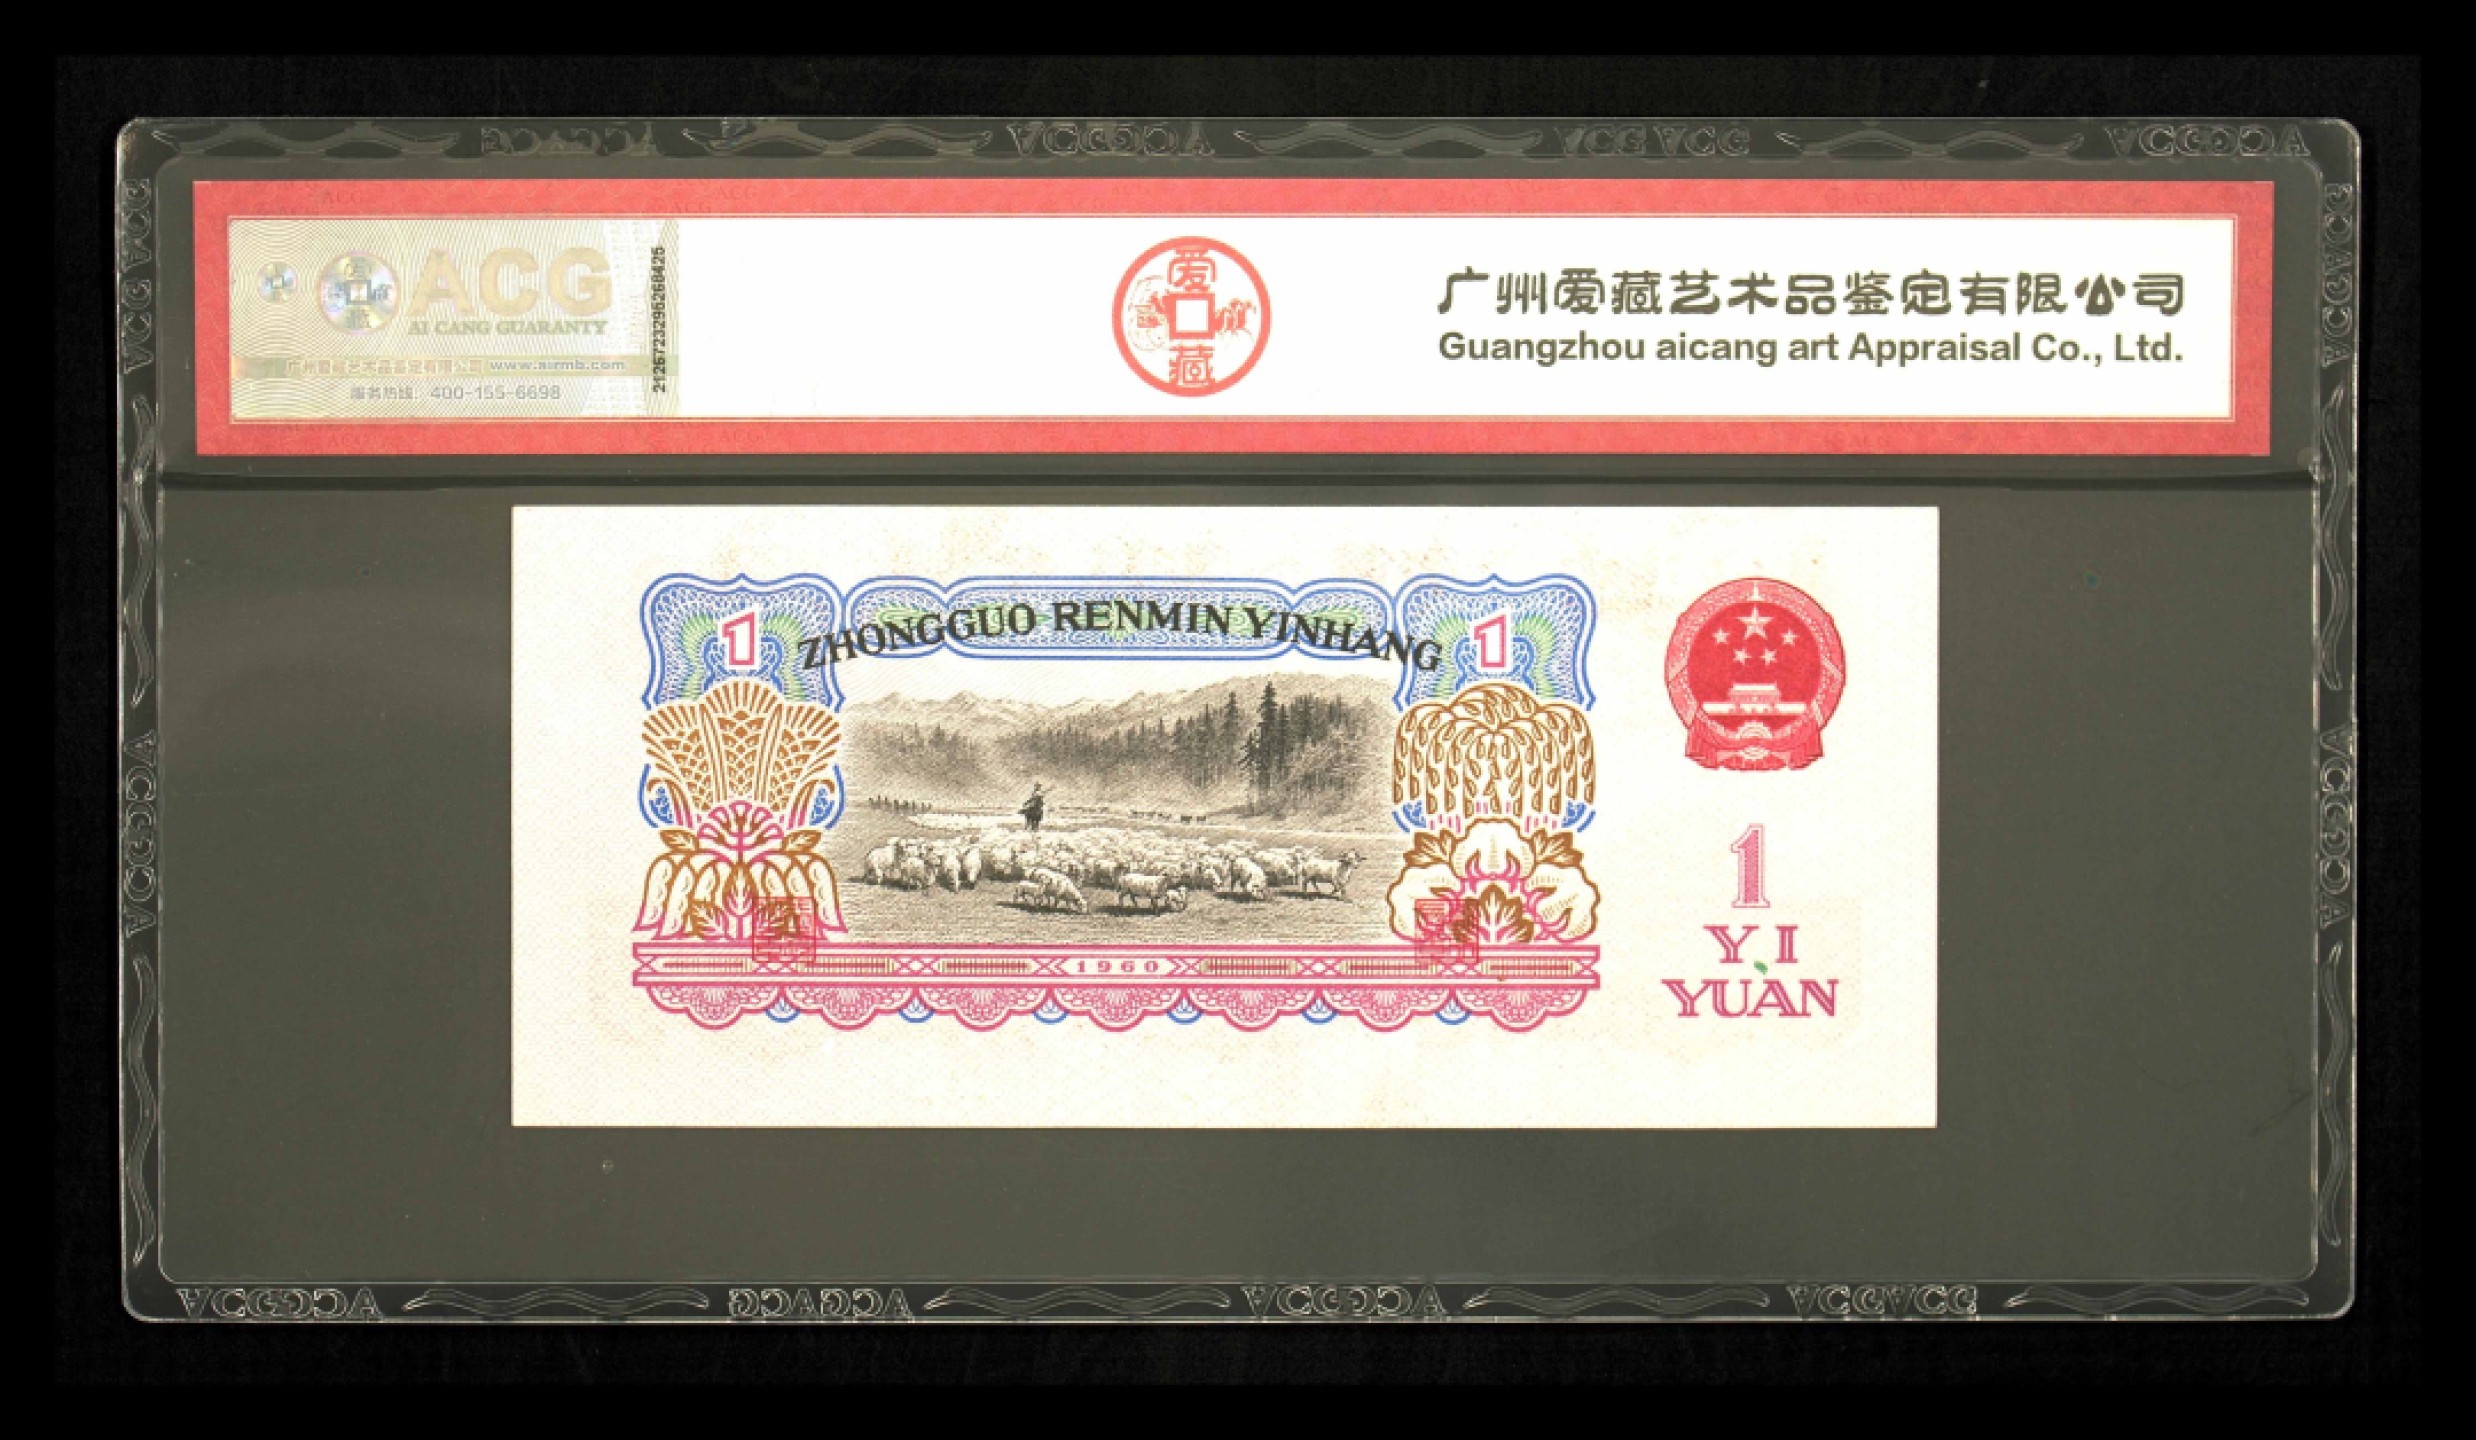 ACG
AI CANG GUARANTY
广州爱藏艺术品鉴定有限公司 www.airmb.com
服务热线: 400-155-6698
2126723295268425
爱
藏
广州爱藏艺术品鉴定有限公司
Guangzhou aicang art Appraisal Co., Ltd.
1
ZHONGGUO RENMIN YINHANG
1
1960
1
YI
YUAN